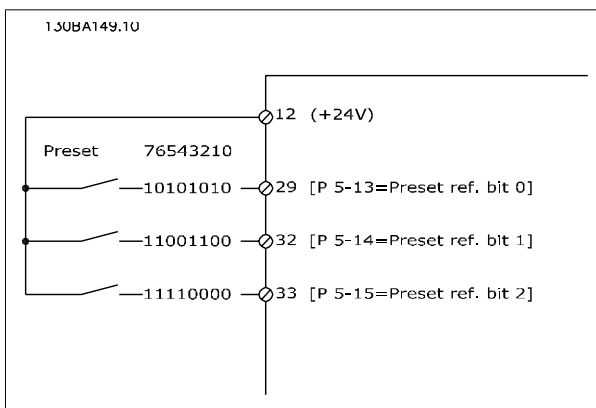 130BA149.10
12 (+24V)
Preset 76543210
10101010 29 [P 5-13=Preset ref. bit 0]
11001100 32 [P 5-14=Preset ref. bit 1]
11110000 33 [P 5-15=Preset ref. bit 2]